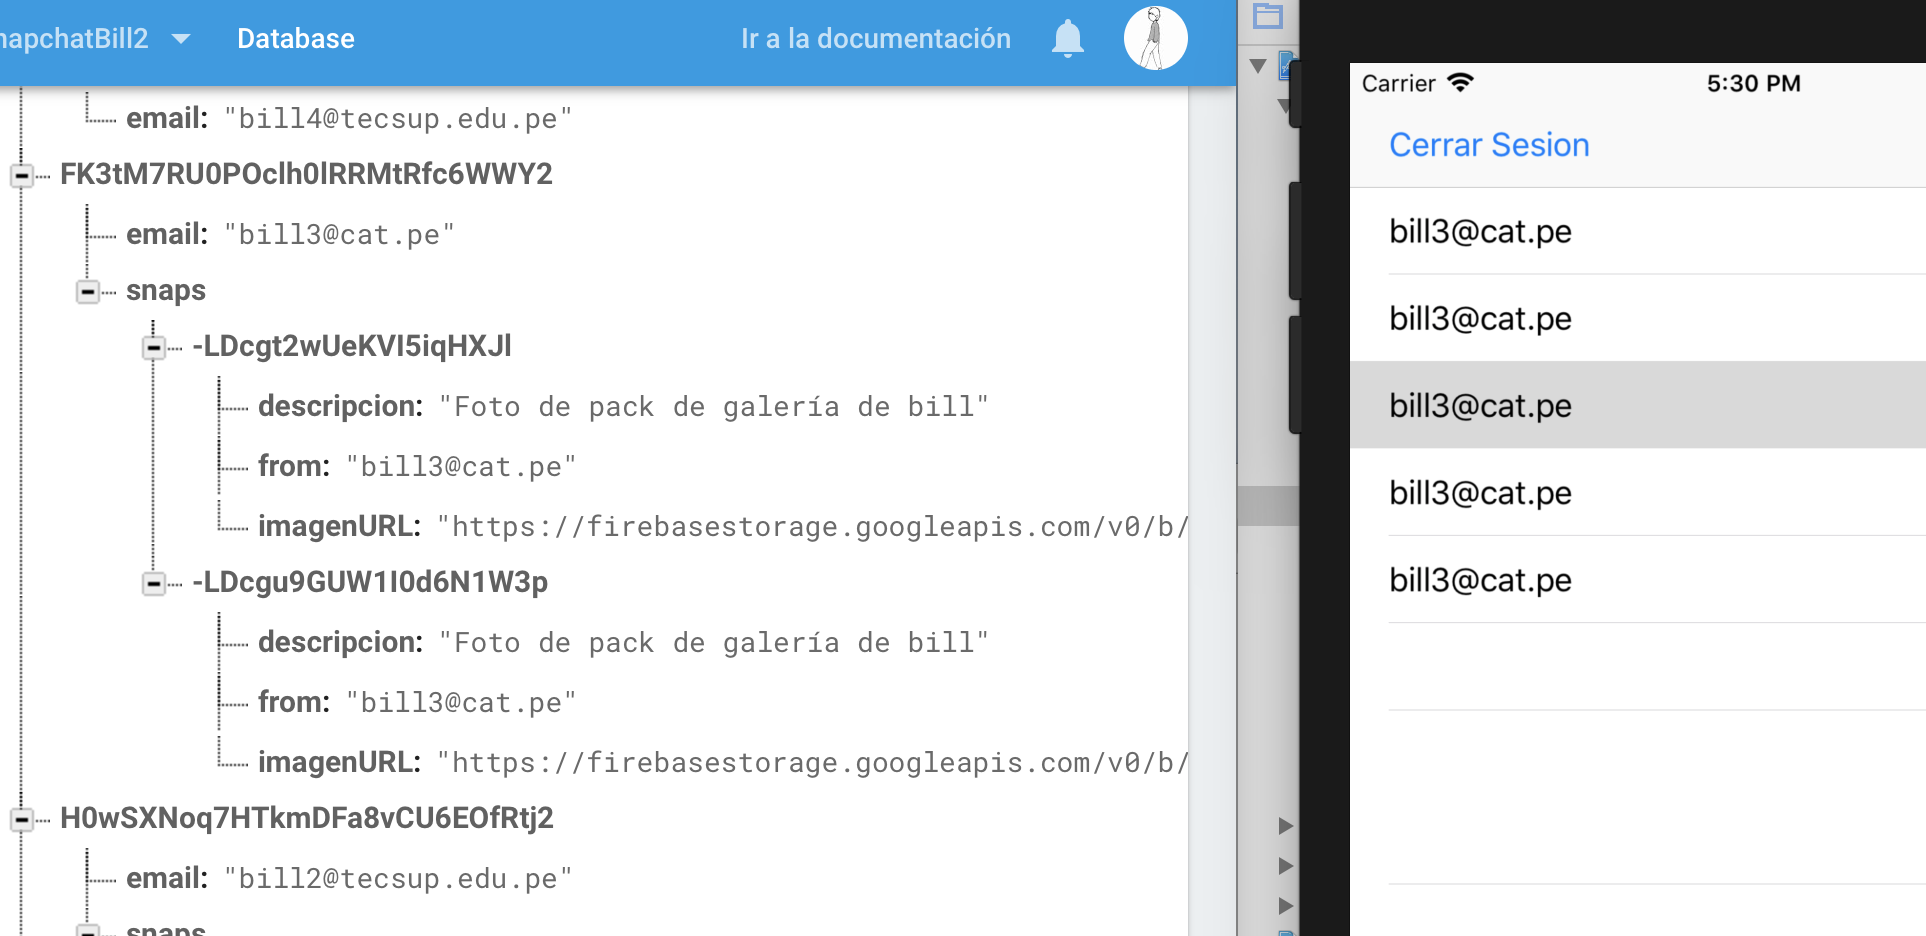 napchatBill2 Database Ir a la documentación
email: "bill4@tecsup.edu.pe"
FK3tM7RU0POclh0lRRMtRfc6WWY2
email: "bill3@cat.pe"
snaps
-LDcgt2wUeKVI5iqHXJl
descripcion: "Foto de pack de galería de bill"
from: "bill3@cat.pe"
imagenURL: "https://firebasestorage.googleapis.com/v0/b/
-LDcgu9GUW1I0d6N1W3p
descripcion: "Foto de pack de galería de bill"
from: "bill3@cat.pe"
imagenURL: "https://firebasestorage.googleapis.com/v0/b/
H0wSXNoq7HTkmDFa8vCU6EOfRtj2
email: "bill2@tecsup.edu.pe"
snaps
Carrier 5:30 PM
Cerrar Sesion
bill3@cat.pe
bill3@cat.pe
bill3@cat.pe
bill3@cat.pe
bill3@cat.pe